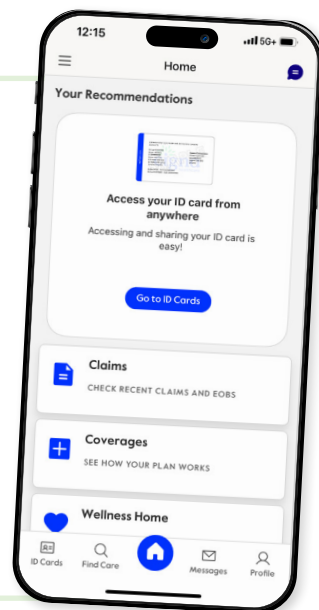 12:15
5G+
Home
Your Recommendations
Access your ID card from
anywhere
Accessing and sharing your ID card is
easy!
Go to ID Cards
Claims
CHECK RECENT CLAIMS AND EOBS
Coverages
SEE HOW YOUR PLAN WORKS
Wellness Home
ID Cards
Find Care
Messages
Profile